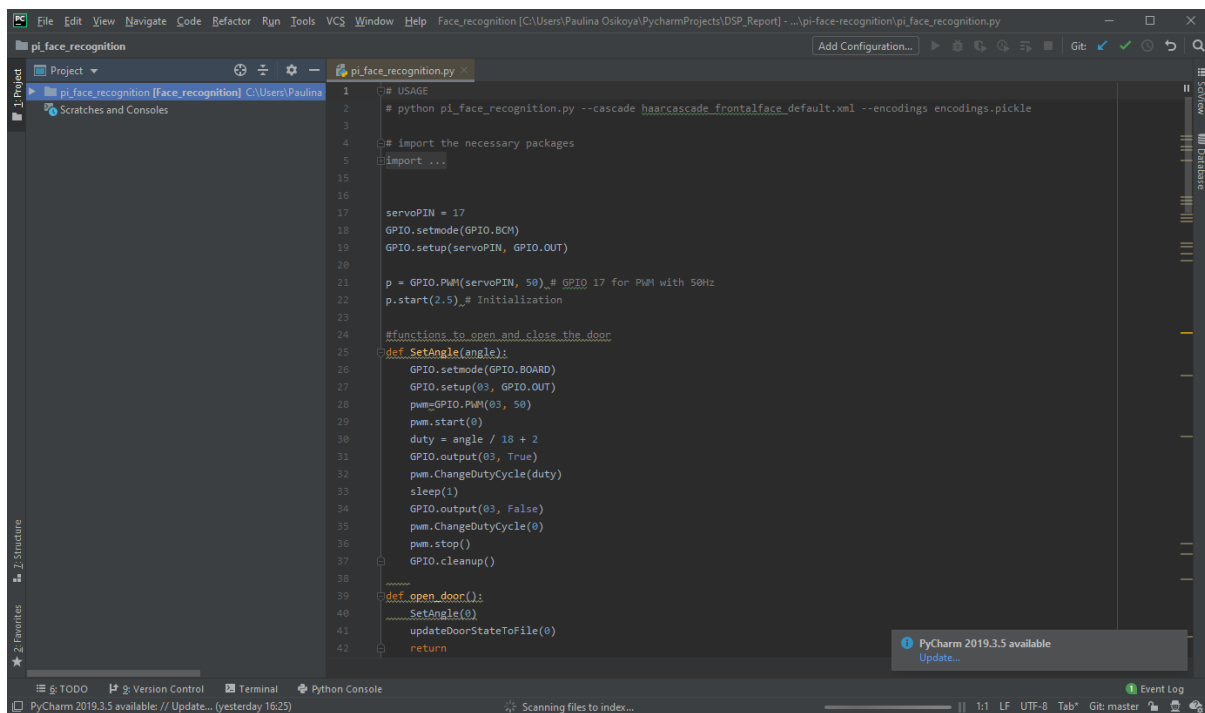 PC File Edit View Navigate Code Refactor Run Tools VCS Window Help Face_recognition [C:\Users\Paulina Osikoya\PycharmProjects\DSP_Report] - ...\pi-face-recognition\pi_face_recognition.py
pi_face_recognition Add Configuration... Git:
Project pi_face_recognition.py
pi_face_recognition [Face_recognition] C:\Users\Paulina
Scratches and Consoles
1: Project
Z: Structure
2: Favorites
SciView
Database
1 # USAGE
2 # python pi_face_recognition.py --cascade haarcascade_frontalface_default.xml --encodings encodings.pickle
3
4 # import the necessary packages
5 import ...
15
16
17 servoPIN = 17
18 GPIO.setmode(GPIO.BCM)
19 GPIO.setup(servoPIN, GPIO.OUT)
20
21 p = GPIO.PWM(servoPIN, 50) # GPIO 17 for PWM with 50Hz
22 p.start(2.5) # Initialization
23
24 #functions to open and close the door
25 def SetAngle(angle):
26 GPIO.setmode(GPIO.BOARD)
27 GPIO.setup(03, GPIO.OUT)
28 pwm=GPIO.PWM(03, 50)
29 pwm.start(0)
30 duty = angle / 18 + 2
31 GPIO.output(03, True)
32 pwm.ChangeDutyCycle(duty)
33 sleep(1)
34 GPIO.output(03, False)
35 pwm.ChangeDutyCycle(0)
36 pwm.stop()
37 GPIO.cleanup()
38
39 def open_door():
40 SetAngle(0)
41 updateDoorStateToFile(0)
42 return
PyCharm 2019.3.5 available
Update...
6: TODO 9: Version Control Terminal Python Console 1 Event Log
PyCharm 2019.3.5 available: // Update... (yesterday 16:25) Scanning files to index... 1:1 LF UTF-8 Tab* Git: master